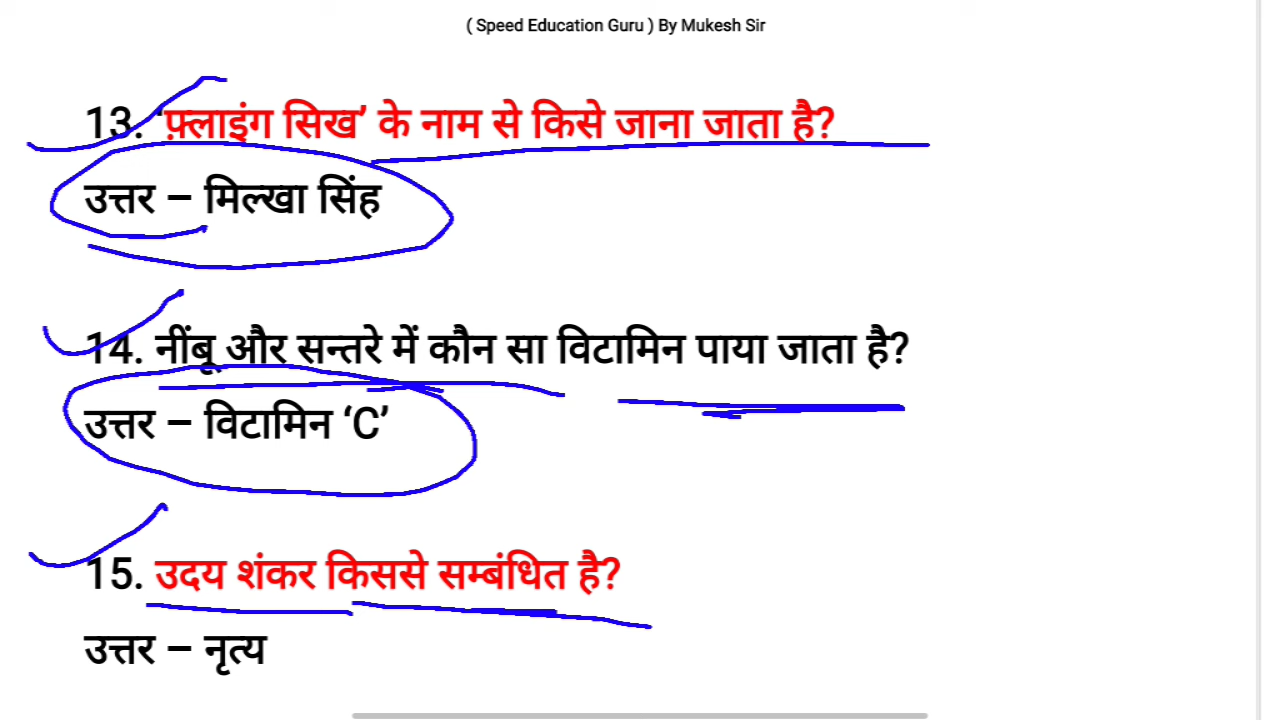 ( Speed Education Guru ) By Mukesh Sir
13. ‘फ़्लाइंग सिख’ के नाम से किसे जाना जाता है?
उत्तर – मिल्खा सिंह
14. नींबू और सन्तरे में कौन सा विटामिन पाया जाता है?
उत्तर – विटामिन ‘C’
15. उदय शंकर किससे सम्बंधित है?
उत्तर – नृत्य